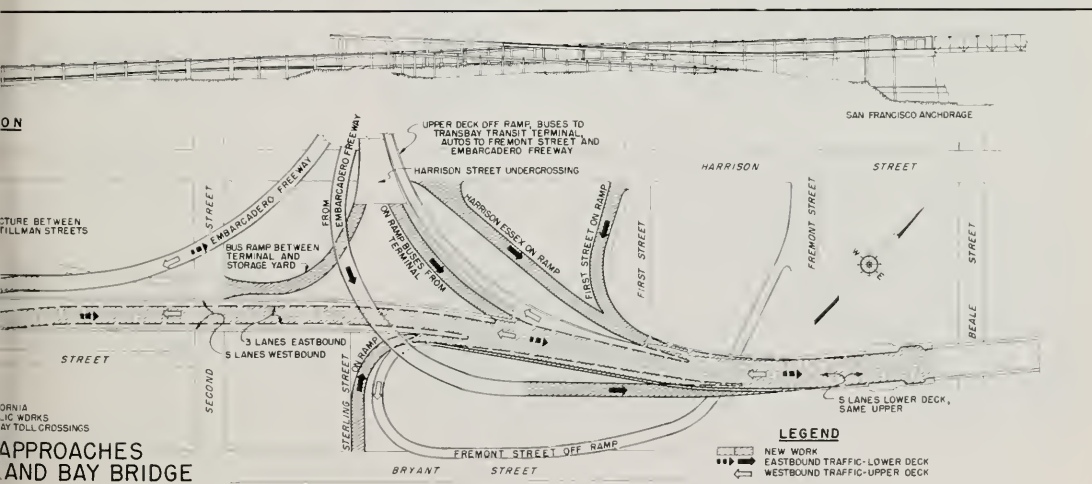 SAN FRANCISCO ANCHORAGE
ON
UPPER DECK OFF RAMP, BUSES TO
TRANSBAY TRANSIT TERMINAL,
AUTOS TO FREMONT STREET AND
EMBARCADERO FREEWAY
HARRISON STREET UNDERCROSSING
HARRISON STREET
FROM
EMBARCADERO FREEWAY
EMBARCADERO FREEWAY
STREET
CTURE BETWEEN
TILLMAN STREETS
BUS RAMP BETWEEN
TERMINAL AND
STORAGE YARD
ON RAMP BUSES FROM
TERMINAL
HARRISON ESSEX ON RAMP
FIRST STREET ON RAMP
FIRST STREET
FREMONT STREET
W
E
STREET
BEALE
3 LANES EASTBOUND
5 LANES WESTBOUND
STREET
SECOND
STERLING STREET
ON RAMP
5 LANES LOWER DECK,
SAME UPPER
FREMONT STREET OFF RAMP
BRYANT STREET
ORNIA
LIC WORKS
AY TOLL CROSSINGS
APPROACHES
LAND BAY BRIDGE
LEGEND
NEW WORK
EASTBOUND TRAFFIC-LOWER DECK
WESTBOUND TRAFFIC-UPPER DECK